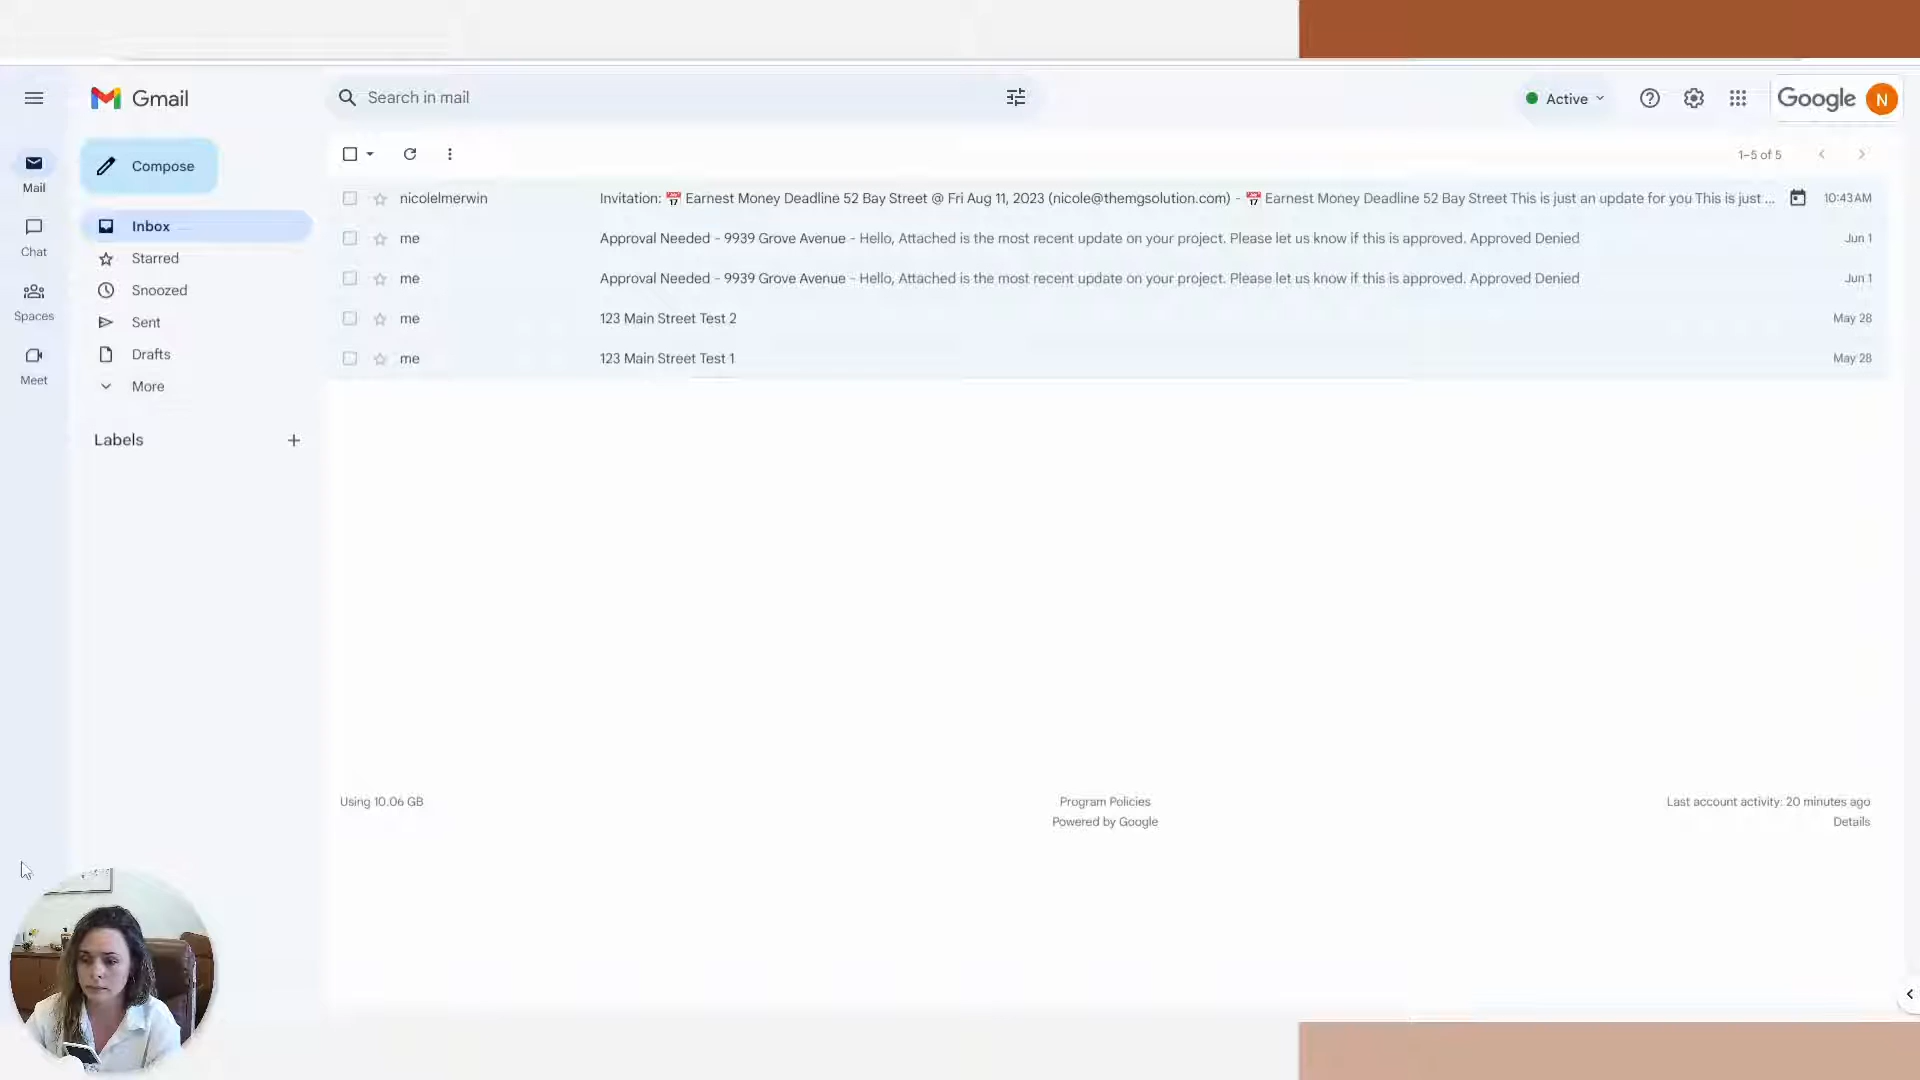 Gmail
Search in mail
Active
Google
N
Mail
Chat
Spaces
Meet
Compose
Inbox
Starred
Snoozed
Sent
Drafts
More
Labels
1–5 of 5
nicolelmerwin Invitation: 📅 Earnest Money Deadline 52 Bay Street @ Fri Aug 11, 2023 (nicole@themgsolution.com) - 📅 Earnest Money Deadline 52 Bay Street This is just an update for you This is just ... 10:43 AM
me Approval Needed – 9939 Grove Avenue - Hello, Attached is the most recent update on your project. Please let us know if this is approved. Approved Denied Jun 1
me Approval Needed – 9939 Grove Avenue - Hello, Attached is the most recent update on your project. Please let us know if this is approved. Approved Denied Jun 1
me 123 Main Street Test 2 May 28
me 123 Main Street Test 1 May 28
Using 10.06 GB
Program Policies
Powered by Google
Last account activity: 20 minutes ago
Details